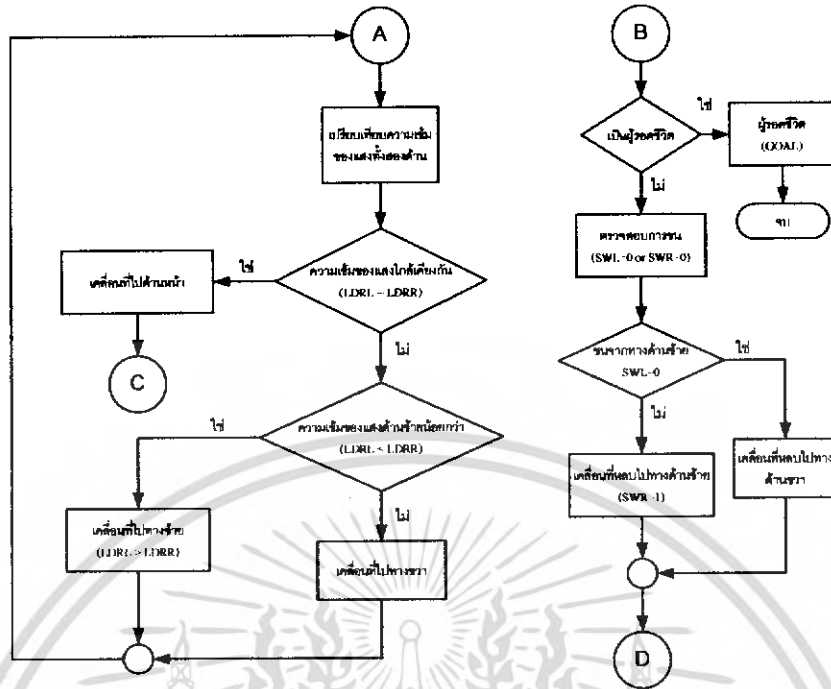 A
เปรียบเทียบความเข้ม
ของแสงทั้งสองด้าน
ความเข้มของแสงใกล้เคียงกัน
(LDRL = LDRR)
ใช่
เคลื่อนที่ไปด้านหน้า
C
ไม่
ความเข้มของแสงด้านซ้ายน้อยกว่า
(LDRL < LDRR)
ใช่
เคลื่อนที่ไปทางซ้าย
(LDRL > LDRR)
ไม่
เคลื่อนที่ไปทางขวา
B
เป็นผู้รอดชีวิต
ใช่
ผู้รอดชีวิต
(GOAL)
จบ
ไม่
ตรวจสอบการชน
(SWL=0 or SWR=0)
ชนจากทางด้านซ้าย
SWL=0
ใช่
เคลื่อนที่หลบไปทาง
ด้านขวา
ไม่
เคลื่อนที่หลบไปทางด้านซ้าย
(SWR=1)
D